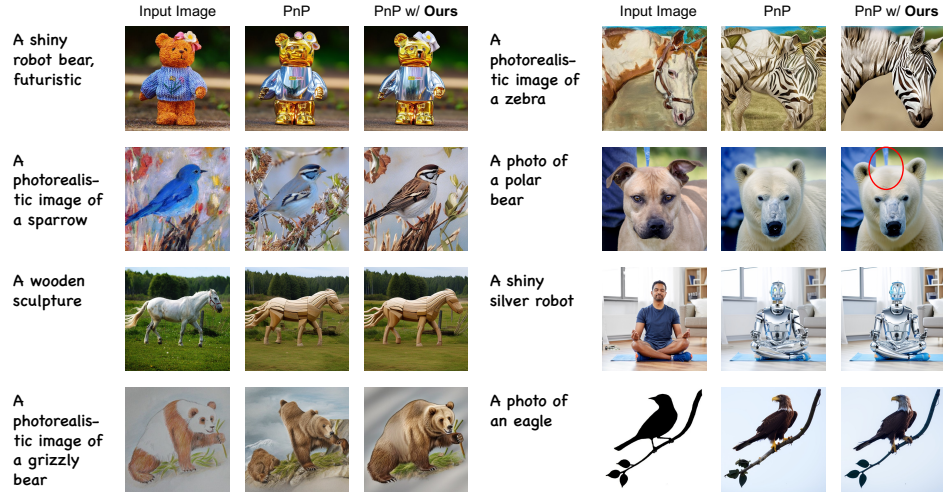 Input Image PnP PnP w/ Ours
Input Image PnP PnP w/ Ours
A shiny
robot bear,
futuristic
A
photorealis-
tic image of
a zebra
A
photorealis-
tic image of
a sparrow
A photo of
a polar
bear
A wooden
sculpture
A shiny
silver robot
A
photorealis-
tic image of
a grizzly
bear
A photo of
an eagle